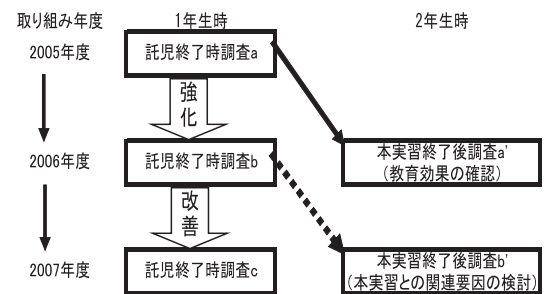 取り組み年度 1年生時 2年生時
2005年度 託児終了時調査a
強化
2006年度 託児終了時調査b 本実習終了後調査a'
(教育効果の確認)
改善
2007年度 託児終了時調査c 本実習終了後調査b'
(本実習との関連要因の検討)